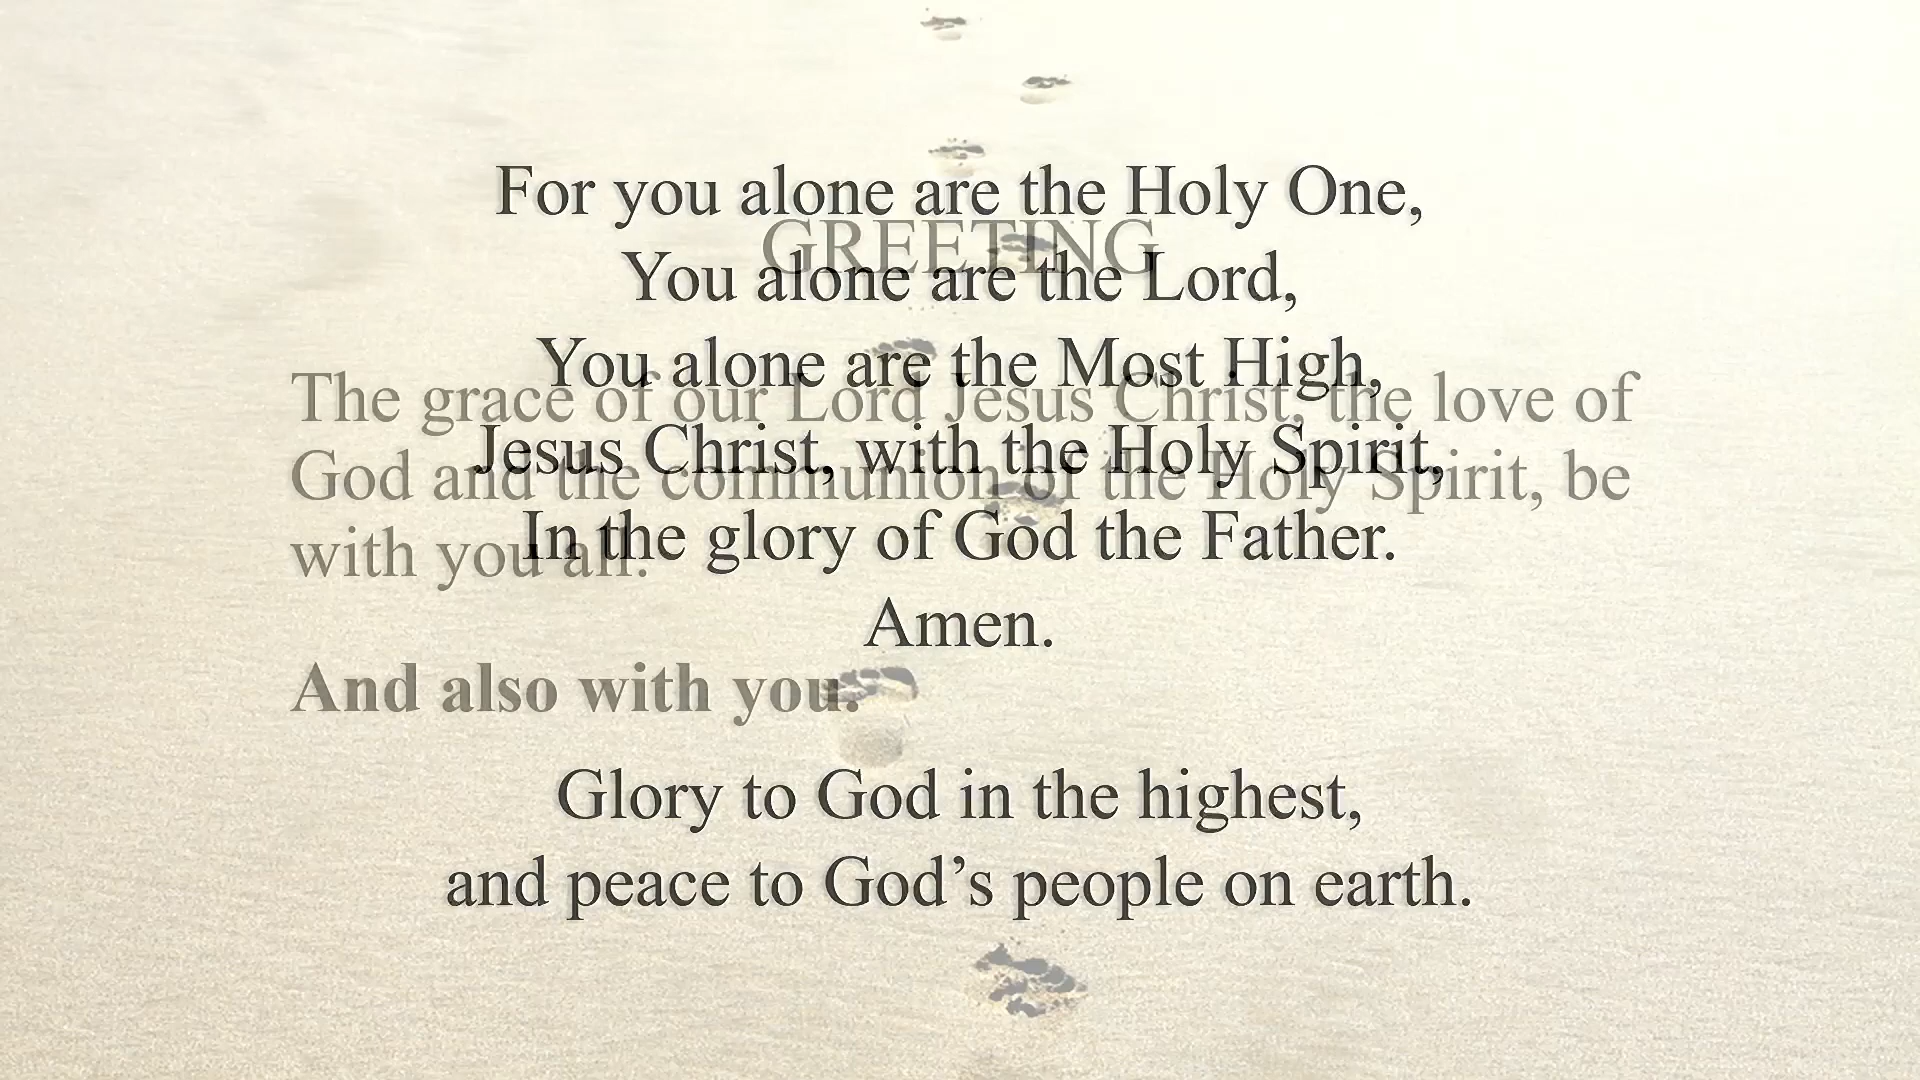 For you alone are the Holy One,
You alone are the Lord,
You alone are the Most High,
Jesus Christ, with the Holy Spirit,
In the glory of God the Father.
Amen.
Glory to God in the highest,
and peace to God’s people on earth.
GREETING
The grace of our Lord Jesus Christ, the love of
God and the communion of the Holy Spirit, be
with you all.
And also with you.